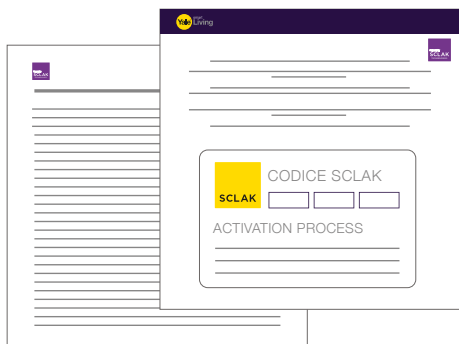 Yale smart
Living
SCLAK
SCLAK
SCLAK
CODICE SCLAK
ACTIVATION PROCESS